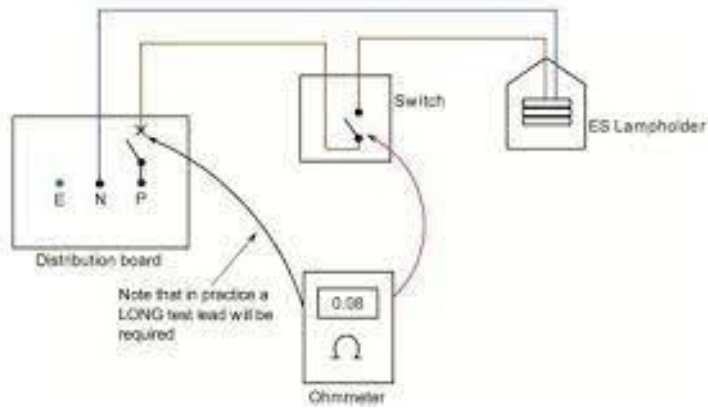 Switch
ES Lampholder
E N P
Distribution board
Note that in practice a
LONG test lead will be
required
0.08
Ω
Ohmmeter